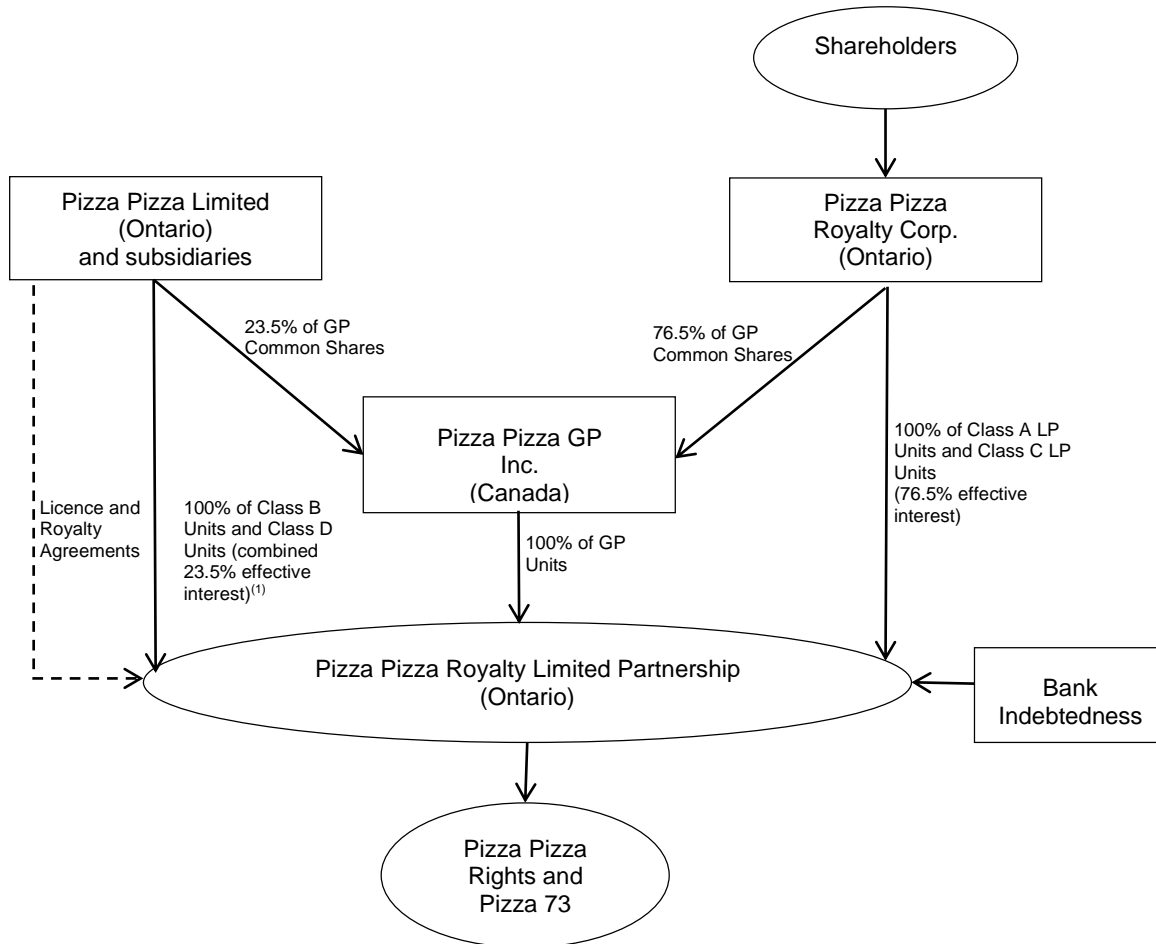 Shareholders
Pizza Pizza Limited
(Ontario)
and subsidiaries
Pizza Pizza
Royalty Corp.
(Ontario)
23.5% of GP
Common Shares
76.5% of GP
Common Shares
Pizza Pizza GP
Inc.
(Canada)
100% of Class A LP
Units and Class C LP
Units
(76.5% effective
interest)
Licence and
Royalty
Agreements
100% of Class B
Units and Class D
Units (combined
23.5% effective
interest)(1)
100% of GP
Units
Pizza Pizza Royalty Limited Partnership
(Ontario)
Bank
Indebtedness
Pizza Pizza
Rights and
Pizza 73